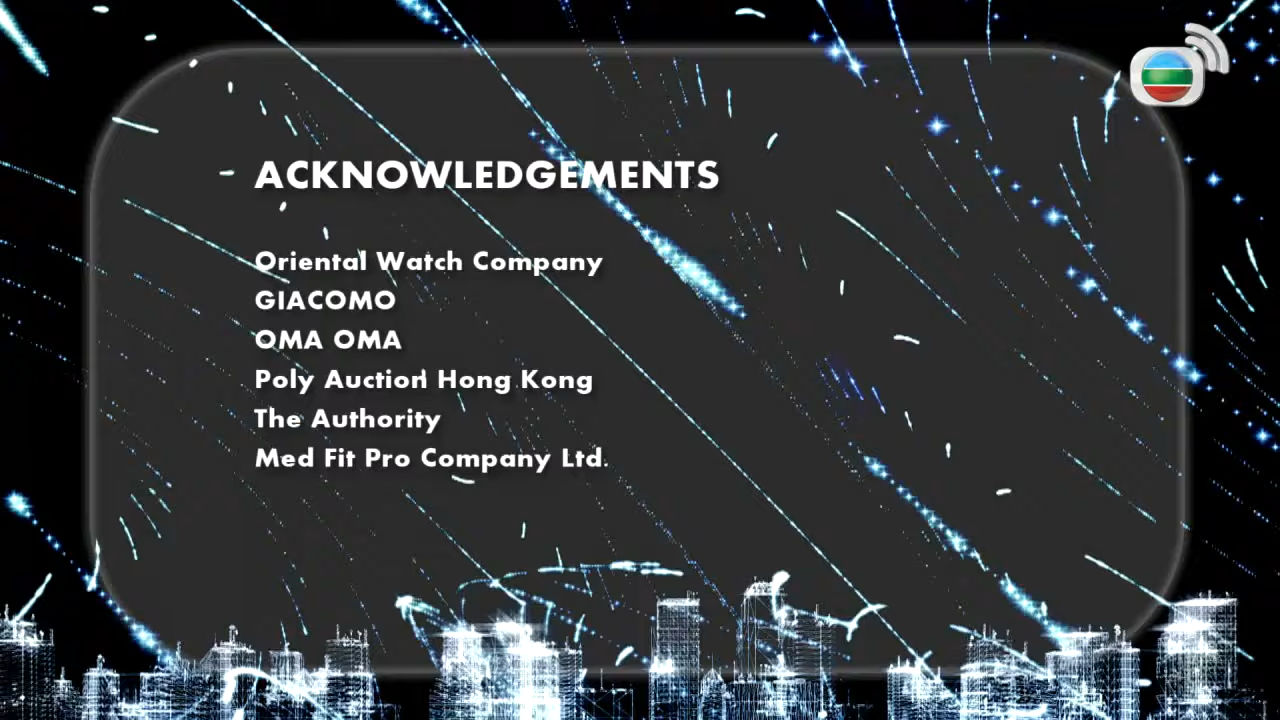 ACKNOWLEDGEMENTS
Oriental Watch Company
GIACOMO
OMA OMA
Poly Auction Hong Kong
The Authority
Med Fit Pro Company Ltd.